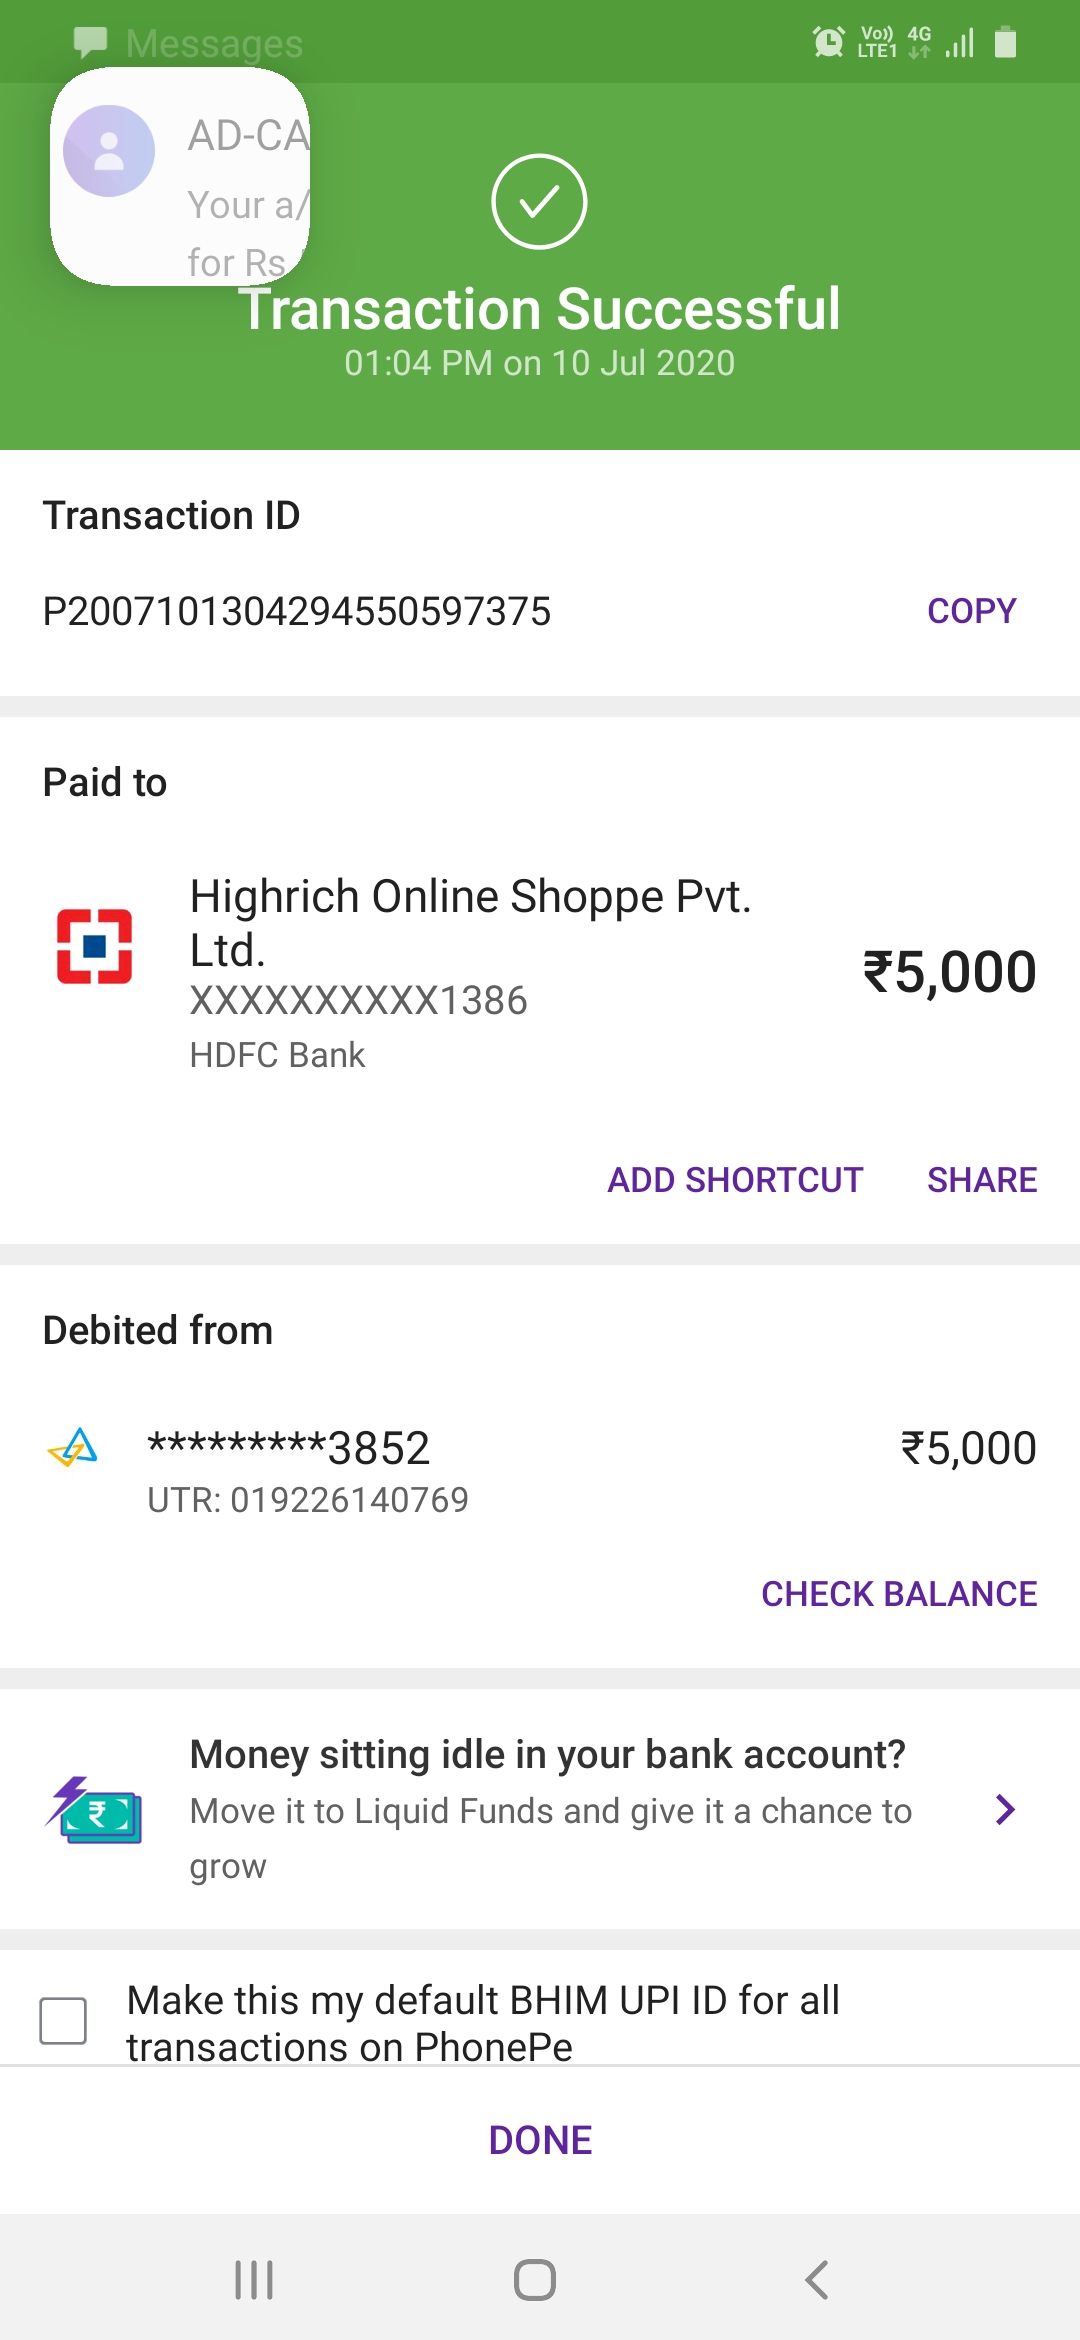 Messages
Vo)) 4G
LTE1
AD-CA
Your a/
for Rs
Transaction Successful
01:04 PM on 10 Jul 2020
Transaction ID
P2007101304294550597375
COPY
Paid to
Highrich Online Shoppe Pvt.
Ltd.
₹5,000
XXXXXXXXXX1386
HDFC Bank
ADD SHORTCUT SHARE
Debited from
*********3852 ₹5,000
UTR: 019226140769
CHECK BALANCE
Money sitting idle in your bank account?
Move it to Liquid Funds and give it a chance to
grow
Make this my default BHIM UPI ID for all
transactions on PhonePe
DONE